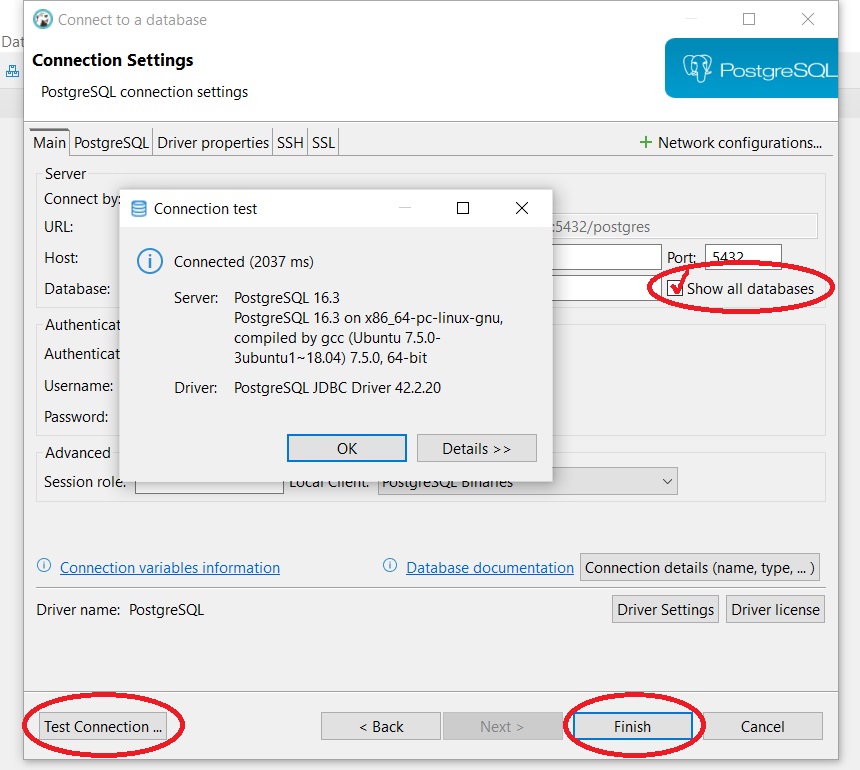 Connect to a database
Dat
Connection Settings
PostgreSQL connection settings
PostgreSQL
Main PostgreSQL Driver properties SSH SSL + Network configurations...
Server
Connect by:
URL: :5432/postgres
Host: Port: 5432
Database: Show all databases
Connection test
Connected (2037 ms)
Server: PostgreSQL 16.3
PostgreSQL 16.3 on x86_64-pc-linux-gnu,
compiled by gcc (Ubuntu 7.5.0-
3ubuntu1~18.04) 7.5.0, 64-bit
Driver: PostgreSQL JDBC Driver 42.2.20
OK Details >>
Authenticat
Authenticat
Username:
Password:
Advanced
Session role: Local Client: PostgreSQL Binaries
Connection variables information Database documentation Connection details (name, type, ... )
Driver name: PostgreSQL Driver Settings Driver license
Test Connection ... < Back Next > Finish Cancel